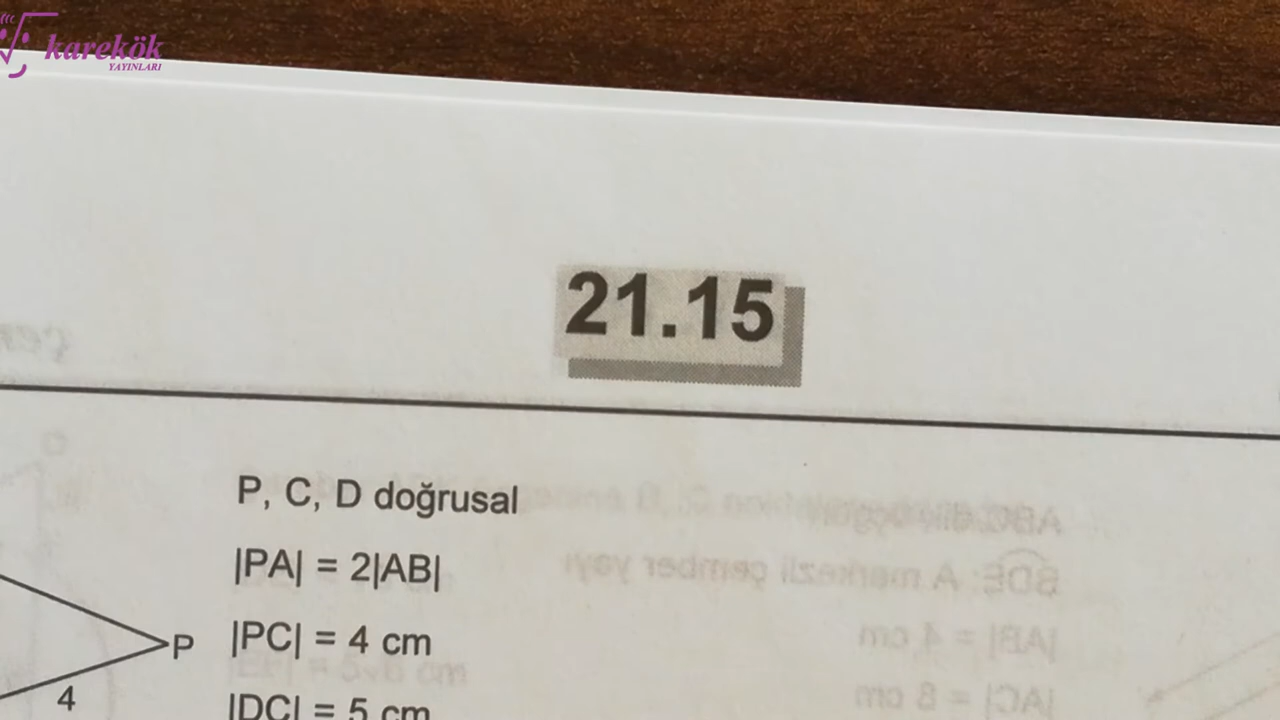 karekök
YAYINLARI
21.15
P, C, D doğrusal
|PA| = 2|AB|
|PC| = 4 cm
|DC| = 5 cm
P
4